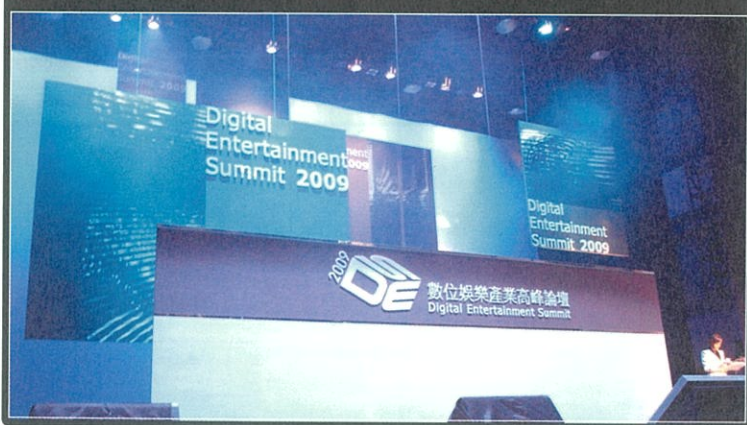 Digital
Entertainment
Summit 2009
Digital
Entertainment
Summit 2009
2009
DES
數位娛樂產業高峰論壇
Digital Entertainment Summit